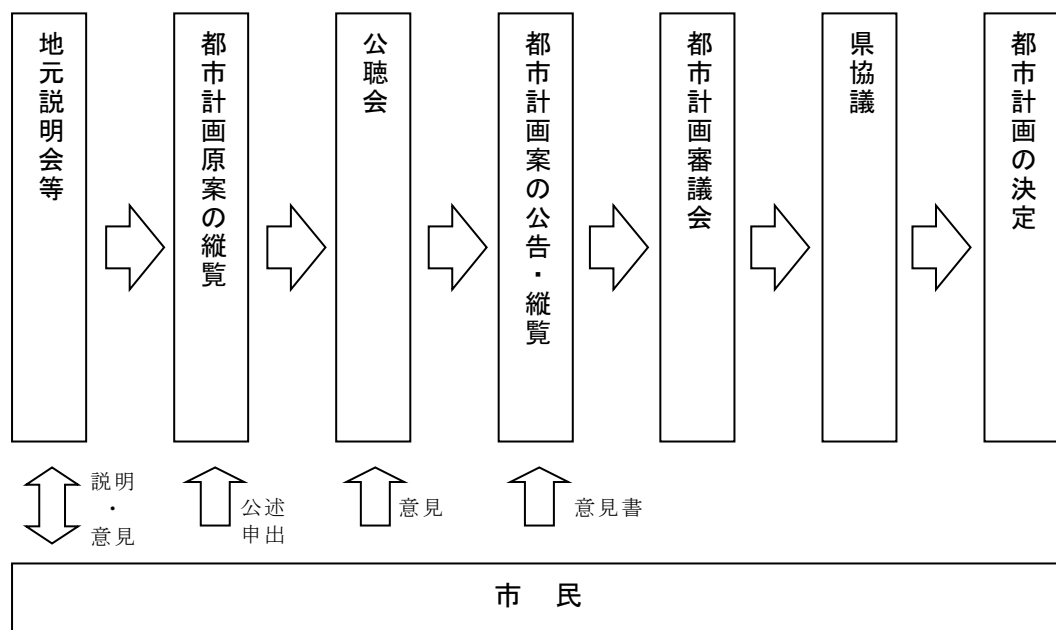 地元説明会等
都市計画原案の縦覧
公聴会
都市計画案の公告・縦覧
都市計画審議会
県協議
都市計画の決定
説明
・
意見
公述
申出
意見
意見書
市 民